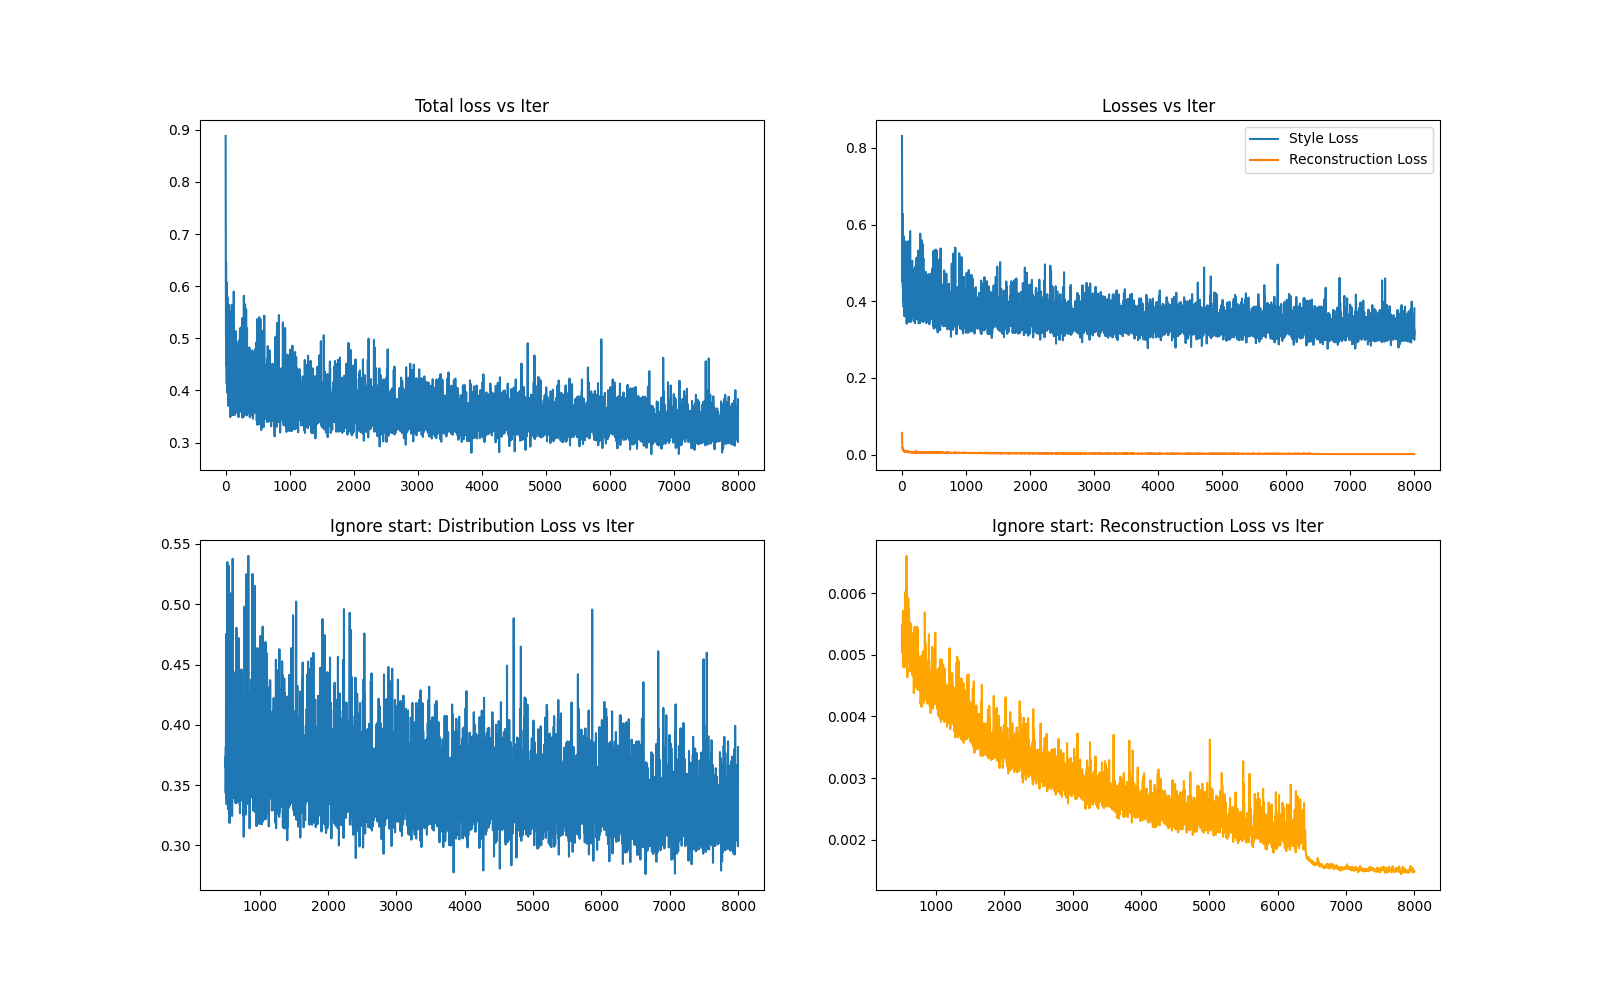 Total loss vs Iter
0.9
0.8
0.7
0.6
0.5
0.4
0.3
0 1000 2000 3000 4000 5000 6000 7000 8000
Losses vs Iter
Style Loss
Reconstruction Loss
0.8
0.6
0.4
0.2
0.0
0 1000 2000 3000 4000 5000 6000 7000 8000
Ignore start: Distribution Loss vs Iter
0.55
0.50
0.45
0.40
0.35
0.30
1000 2000 3000 4000 5000 6000 7000 8000
Ignore start: Reconstruction Loss vs Iter
0.006
0.005
0.004
0.003
0.002
1000 2000 3000 4000 5000 6000 7000 8000